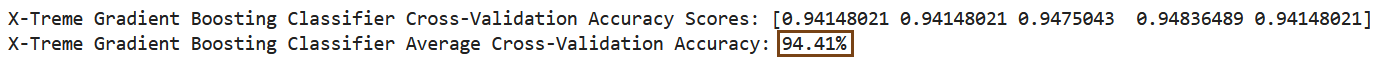 X-Treme Gradient Boosting Classifier Cross-Validation Accuracy Scores: [0.94148021 0.94148021 0.9475043  0.94836489 0.94148021]
X-Treme Gradient Boosting Classifier Average Cross-Validation Accuracy: 94.41%